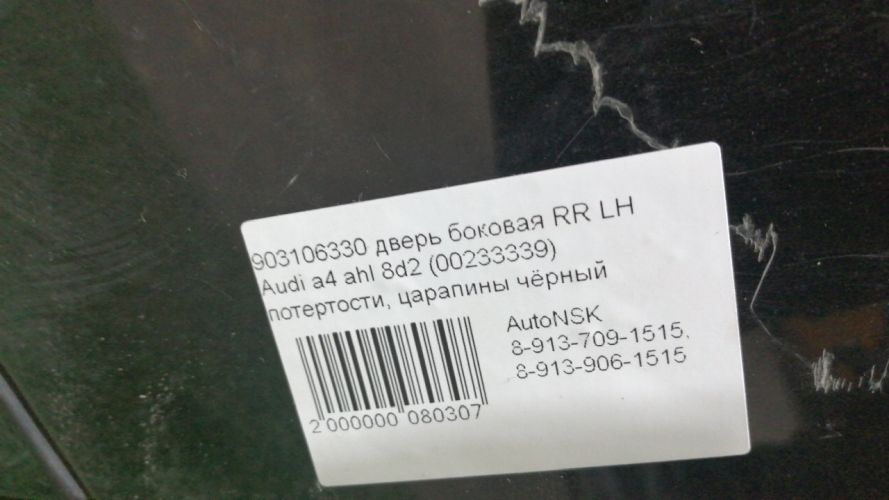 903106330 дверь боковая RR LH
Audi a4 ahl 8d2 (00233339)
потертости, царапины чёрный
AutoNSK
8-913-709-1515,
8-913-906-1515
2 000000 080307